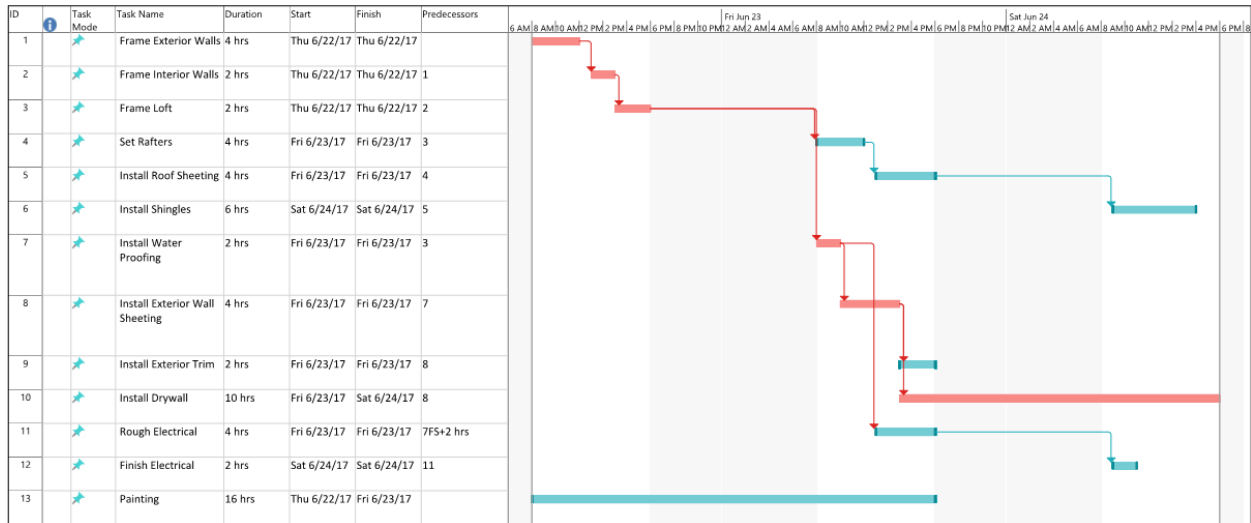 ID Task Mode Task Name Duration Start Finish Predecessors
Fri Jun 23 Sat Jun 24
6 AM 8 AM 10 AM 12 PM 2 PM 4 PM 6 PM 8 PM 10 PM 12 AM 2 AM 4 AM 6 AM 8 AM 10 AM 12 PM 2 PM 4 PM 6 PM 8 PM 10 PM 12 AM 2 AM 4 AM 6 AM 8 AM 10 AM 12 PM 2 PM 4 PM 6 PM 8
1 Frame Exterior Walls 4 hrs Thu 6/22/17 Thu 6/22/17
2 Frame Interior Walls 2 hrs Thu 6/22/17 Thu 6/22/17 1
3 Frame Loft 2 hrs Thu 6/22/17 Thu 6/22/17 2
4 Set Rafters 4 hrs Fri 6/23/17 Fri 6/23/17 3
5 Install Roof Sheeting 4 hrs Fri 6/23/17 Fri 6/23/17 4
6 Install Shingles 6 hrs Sat 6/24/17 Sat 6/24/17 5
7 Install Water Proofing 2 hrs Fri 6/23/17 Fri 6/23/17 3
8 Install Exterior Wall Sheeting 4 hrs Fri 6/23/17 Fri 6/23/17 7
9 Install Exterior Trim 2 hrs Fri 6/23/17 Fri 6/23/17 8
10 Install Drywall 10 hrs Fri 6/23/17 Sat 6/24/17 8
11 Rough Electrical 4 hrs Fri 6/23/17 Fri 6/23/17 7FS+2 hrs
12 Finish Electrical 2 hrs Sat 6/24/17 Sat 6/24/17 11
13 Painting 16 hrs Thu 6/22/17 Fri 6/23/17